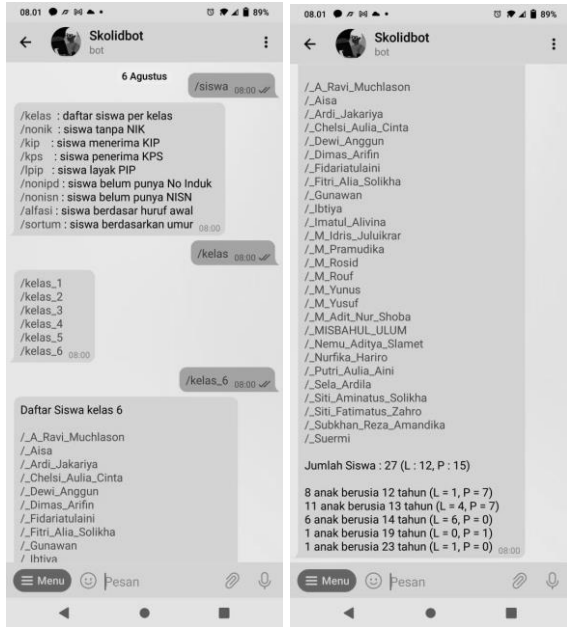 08.01
89%
Skolidbot
bot
6 Agustus
/siswa 08:00
/kelas : daftar siswa per kelas
/nonik : siswa tanpa NIK
/kip : siswa menerima KIP
/kps : siswa penerima KPS
/lpip : siswa layak PIP
/nonipd : siswa belum punya No Induk
/nonisn : siswa belum punya NISN
/alfasi : siswa berdasar huruf awal
/sortum : siswa berdasarkan umur 08:00
/kelas 08:00
/kelas_1
/kelas_2
/kelas_3
/kelas_4
/kelas_5
/kelas_6 08:00
/kelas_6 08:00
Daftar Siswa kelas 6
/_A_Ravi_Muchlason
/_Aisa
/_Ardi_Jakariya
/_Chelsi_Aulia_Cinta
/_Dewi_Anggun
/_Dimas_Arifin
/_Fidariatulaini
/_Fitri_Alia_Solikha
/_Gunawan
/_Ibtiya
Menu Pesan
08.01
89%
Skolidbot
bot
/_A_Ravi_Muchlason
/_Aisa
/_Ardi_Jakariya
/_Chelsi_Aulia_Cinta
/_Dewi_Anggun
/_Dimas_Arifin
/_Fidariatulaini
/_Fitri_Alia_Solikha
/_Gunawan
/_Ibtiya
/_Imatul_Alivina
/_M_Idris_Juluikrar
/_M_Pramudika
/_M_Rosid
/_M_Rouf
/_M_Yunus
/_M_Yusuf
/_M_Adit_Nur_Shoba
/_MISBAHUL_ULUM
/_Nemu_Aditya_Slamet
/_Nurfika_Hariro
/_Putri_Aulia_Aini
/_Sela_Ardila
/_Siti_Aminatus_Solikha
/_Siti_Fatimatus_Zahro
/_Subkhan_Reza_Amandika
/_Suermi
Jumlah Siswa : 27 (L : 12, P : 15)
8 anak berusia 12 tahun (L = 1, P = 7)
11 anak berusia 13 tahun (L = 4, P = 7)
6 anak berusia 14 tahun (L = 6, P = 0)
1 anak berusia 19 tahun (L = 0, P = 1)
1 anak berusia 23 tahun (L = 1, P = 0) 08:00
Menu Pesan